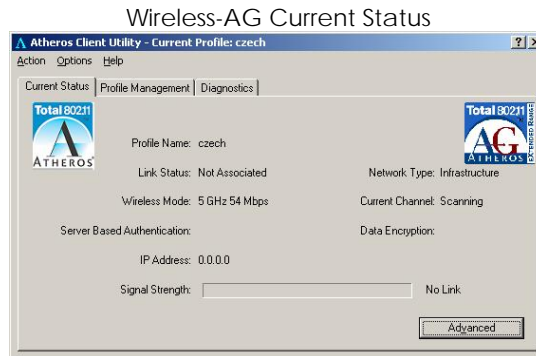 Wireless-AG Current Status
Atheros Client Utility - Current Profile: czech
Action Options Help
Current Status Profile Management Diagnostics
Total 802.11
ATHEROS
Total 802.11
AG
ATHEROS
EXTENDED RANGE
Profile Name: czech
Link Status: Not Associated Network Type: Infrastructure
Wireless Mode: 5 GHz 54 Mbps Current Channel: Scanning
Server Based Authentication: Data Encryption:
IP Address: 0.0.0.0
Signal Strength: No Link
Advanced